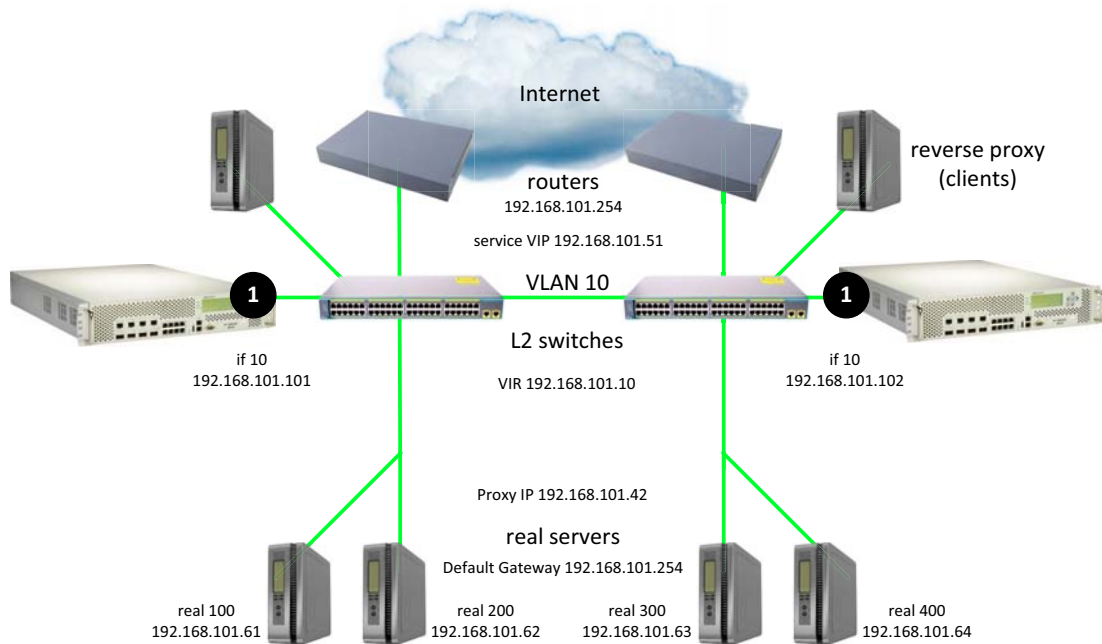 Internet
reverse proxy
(clients)
routers
192.168.101.254
service VIP 192.168.101.51
1
VLAN 10
1
L2 switches
if 10
192.168.101.101
VIR 192.168.101.10
if 10
192.168.101.102
Proxy IP 192.168.101.42
real servers
Default Gateway 192.168.101.254
real 100
192.168.101.61
real 200
192.168.101.62
real 300
192.168.101.63
real 400
192.168.101.64